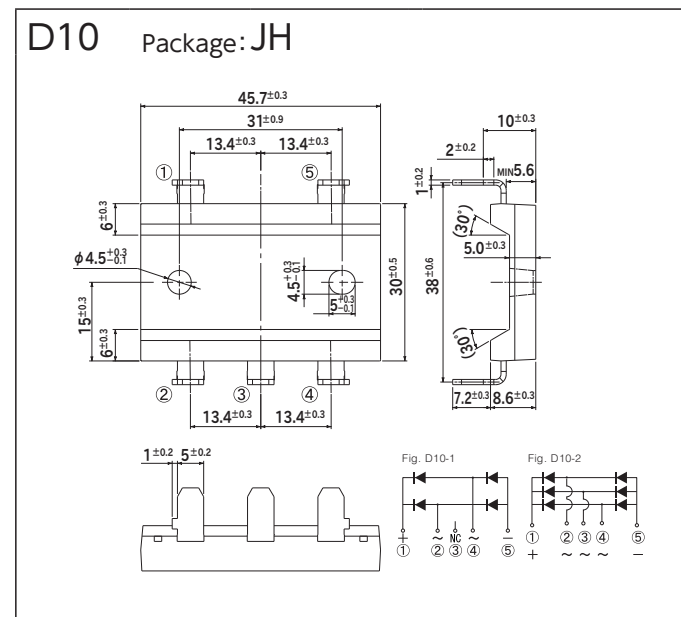 D10 Package: JH
45.7±0.3
31±0.9
13.4±0.3 13.4±0.3
① ⑤
6±0.3
φ4.5 +0.3 -0.1
4.5 +0.3 -0.1
5 +0.3 -0.1
15±0.3
30±0.5
6±0.3
② ③ ④
13.4±0.3 13.4±0.3
10±0.3
2±0.2
MIN5.6
1±0.2
(30°)
5.0±0.3
38±0.6
(30°)
7.2±0.3 8.6±0.3
1±0.2 5±0.2
Fig. D10-1
+ ~ NC ~ −
① ② ③ ④ ⑤
Fig. D10-2
① ② ③ ④ ⑤
+ ~ ~ ~ −